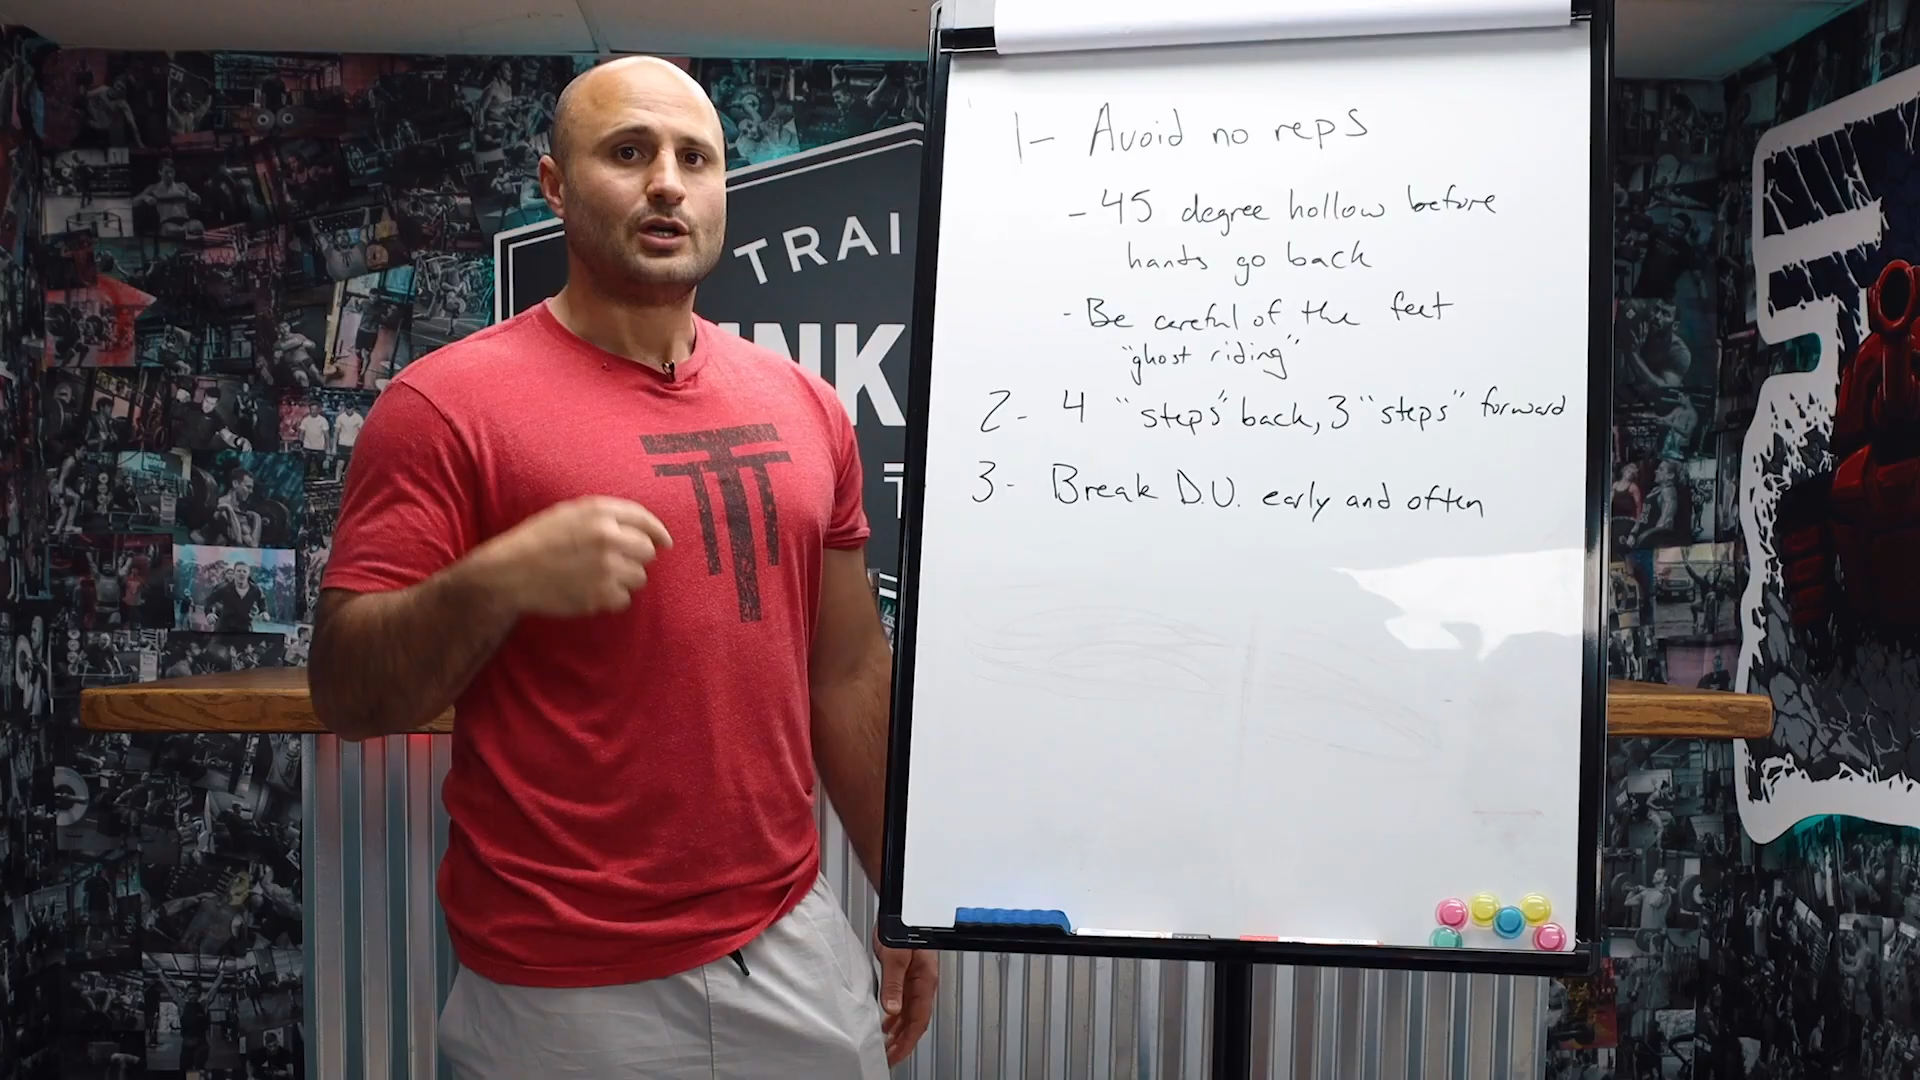 TRAI
INK
1- Avoid no reps
- 45 degree hollow before
hands go back
- Be careful of the feet
"ghost riding"
2- 4 "steps" back, 3 "steps" forward
3- Break D.U. early and often